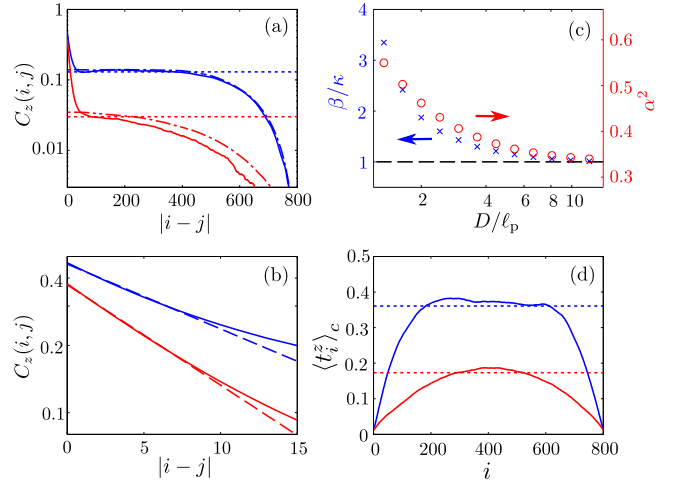 (a)
C_z(i,j)
0.1
0.01
0 200 400 600 800
|i − j|
(c)
β/κ
4
3
2
1
α²
0.6
0.5
0.4
0.3
2 4 6 8 10
D/ℓ_p
(b)
C_z(i,j)
0.4
0.2
0.1
0 5 10 15
|i − j|
(d)
⟨t_i^z⟩_c
0.5
0.4
0.3
0.2
0.1
0
0 200 400 600 800
i